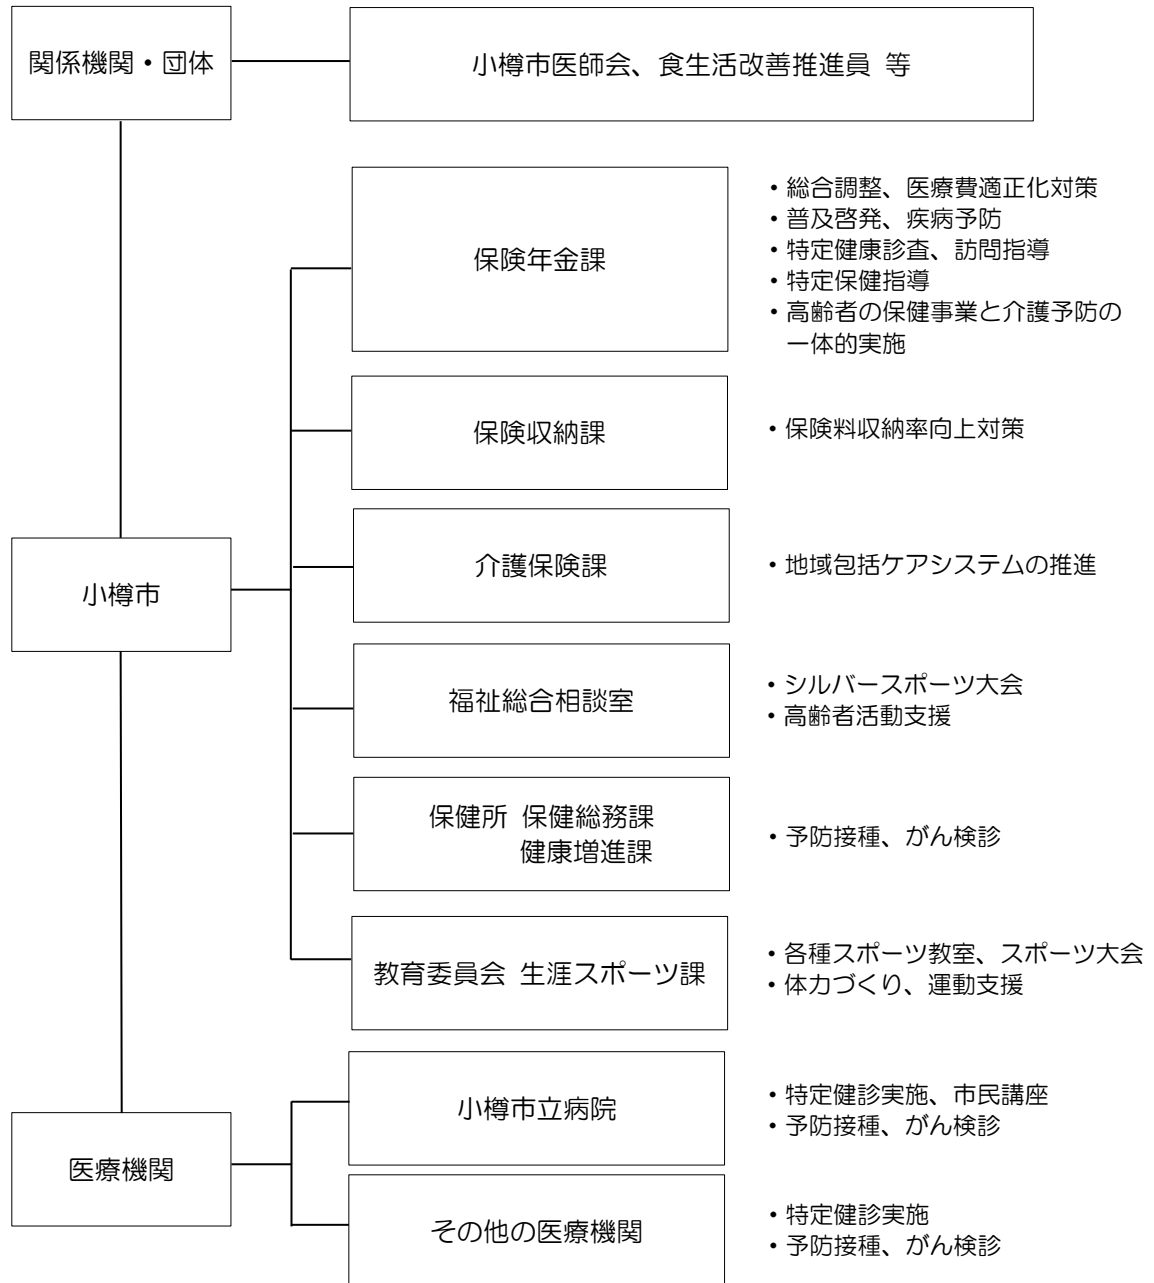 関係機関・団体
小樽市医師会、食生活改善推進員 等
保険年金課
・総合調整、医療費適正化対策
・普及啓発、疾病予防
・特定健康診査、訪問指導
・特定保健指導
・高齢者の保健事業と介護予防の
一体的実施
保険収納課
・保険料収納率向上対策
小樽市
介護保険課
・地域包括ケアシステムの推進
福祉総合相談室
・シルバースポーツ大会
・高齢者活動支援
保健所 保健総務課
健康増進課
・予防接種、がん検診
教育委員会 生涯スポーツ課
・各種スポーツ教室、スポーツ大会
・体力づくり、運動支援
医療機関
小樽市立病院
・特定健診実施、市民講座
・予防接種、がん検診
その他の医療機関
・特定健診実施
・予防接種、がん検診